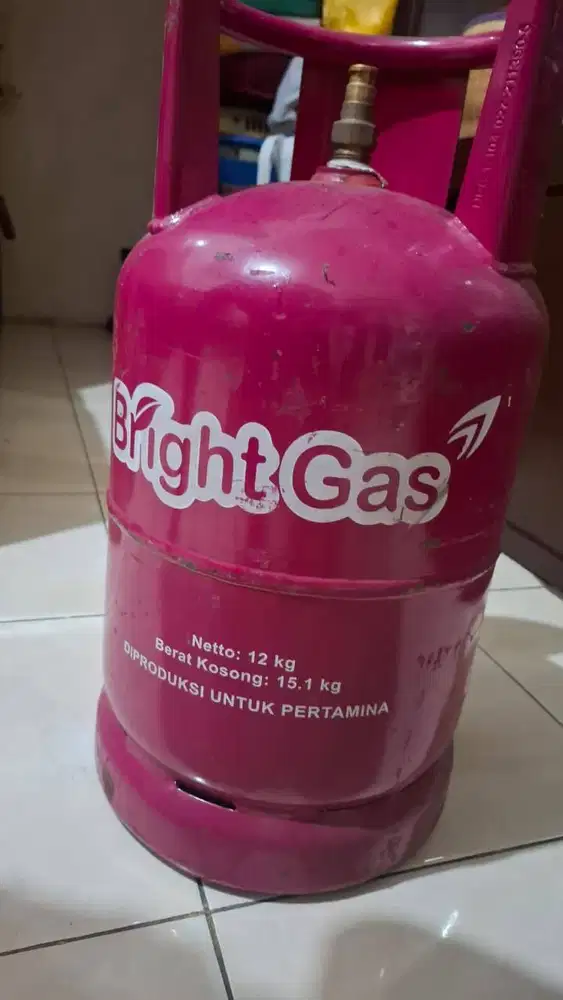 Bright Gas
Netto: 12 kg
Berat Kosong: 15.1 kg
DIPRODUKSI UNTUK PERTAMINA